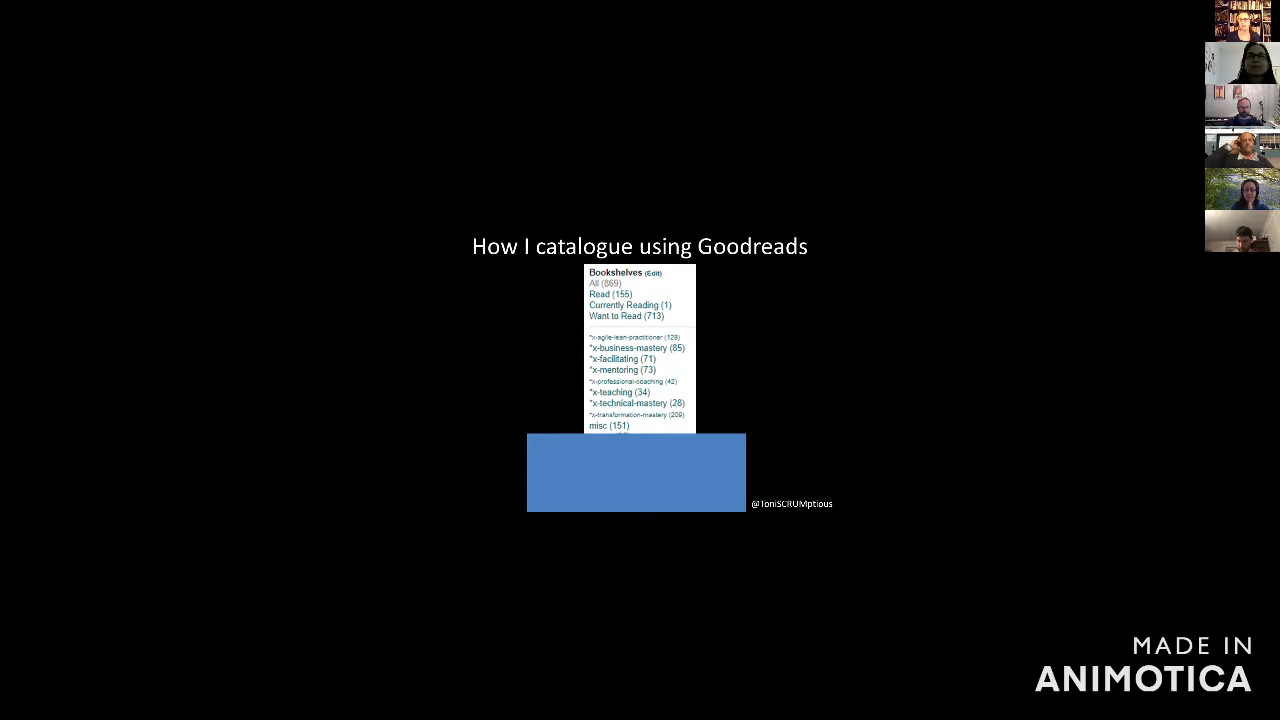 How I catalogue using Goodreads
Bookshelves (Edit)
All (869)
Read (155)
Currently Reading (1)
Want to Read (713)
*x-agile-lean-practitioner (128)
*x-business-mastery (85)
*x-facilitating (71)
*x-mentoring (73)
*x-professional-coaching (42)
*x-teaching (34)
*x-technical-mastery (28)
*x-transformation-mastery (209)
misc (151)
@ToniSCRUMptious
MADE IN
ANIMOTICA